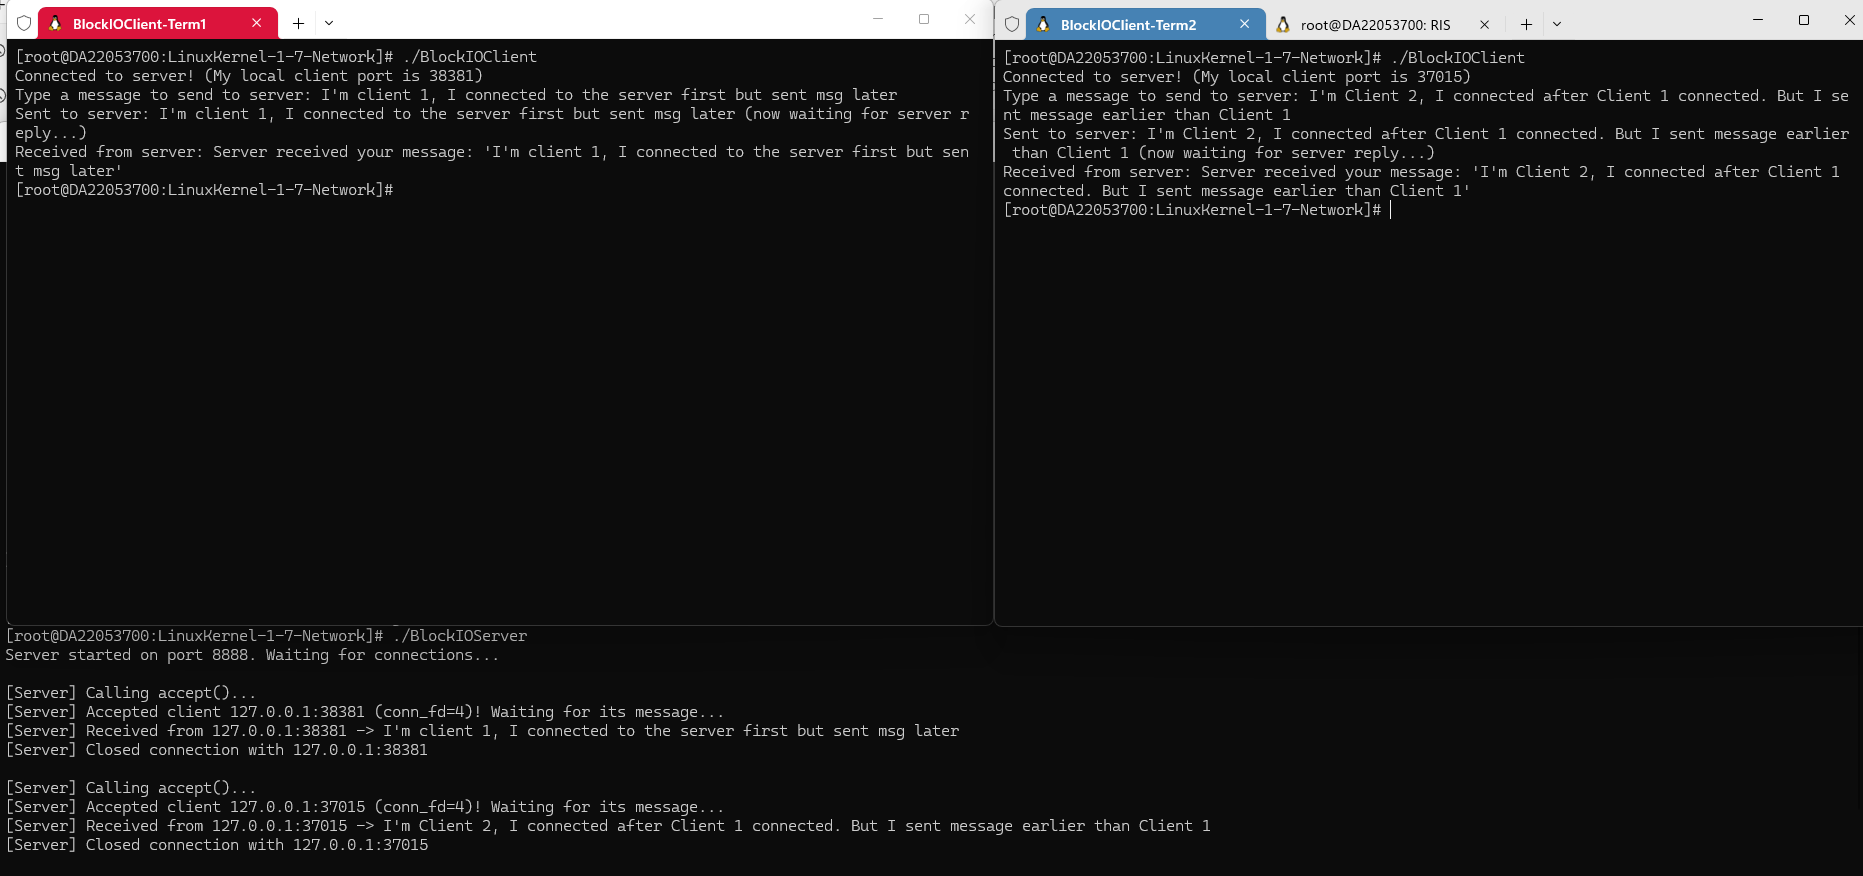 BlockIOClient-Term1
[root@DA22053700:LinuxKernel-1-7-Network]# ./BlockIOClient
Connected to server! (My local client port is 38381)
Type a message to send to server: I'm client 1, I connected to the server first but sent msg later
Sent to server: I'm client 1, I connected to the server first but sent msg later (now waiting for server r
eply...)
Received from server: Server received your message: 'I'm client 1, I connected to the server first but sen
t msg later'
[root@DA22053700:LinuxKernel-1-7-Network]#
BlockIOClient-Term2
root@DA22053700: RIS
[root@DA22053700:LinuxKernel-1-7-Network]# ./BlockIOClient
Connected to server! (My local client port is 37015)
Type a message to send to server: I'm Client 2, I connected after Client 1 connected. But I se
nt message earlier than Client 1
Sent to server: I'm Client 2, I connected after Client 1 connected. But I sent message earlier
 than Client 1 (now waiting for server reply...)
Received from server: Server received your message: 'I'm Client 2, I connected after Client 1
connected. But I sent message earlier than Client 1'
[root@DA22053700:LinuxKernel-1-7-Network]#
[root@DA22053700:LinuxKernel-1-7-Network]# ./BlockIOServer
Server started on port 8888. Waiting for connections...
[Server] Calling accept()...
[Server] Accepted client 127.0.0.1:38381 (conn_fd=4)! Waiting for its message...
[Server] Received from 127.0.0.1:38381 -> I'm client 1, I connected to the server first but sent msg later
[Server] Closed connection with 127.0.0.1:38381
[Server] Calling accept()...
[Server] Accepted client 127.0.0.1:37015 (conn_fd=4)! Waiting for its message...
[Server] Received from 127.0.0.1:37015 -> I'm Client 2, I connected after Client 1 connected. But I sent message earlier than Client 1
[Server] Closed connection with 127.0.0.1:37015